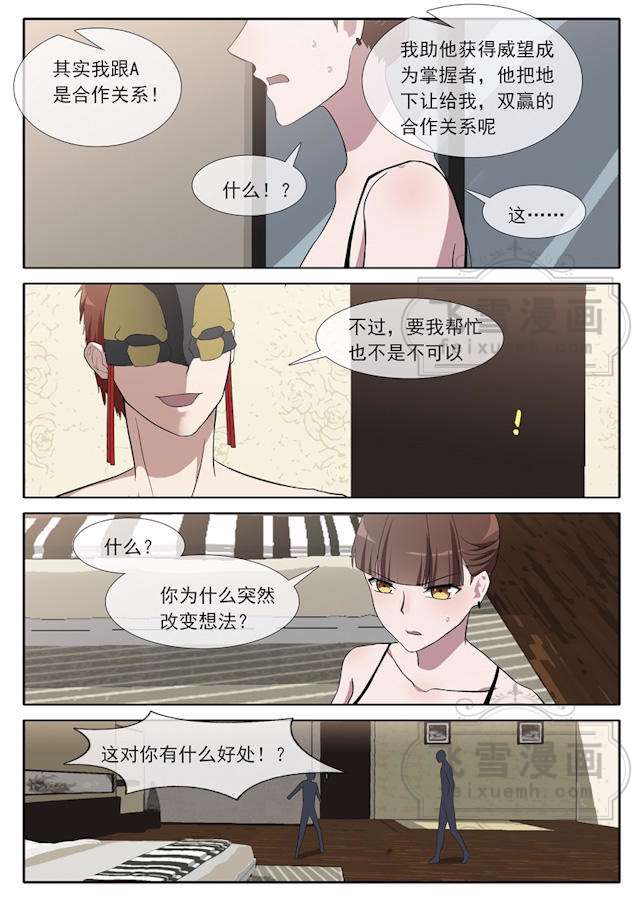 其实我跟A
是合作关系！
我助他获得威望成
为掌握者，他把地
下让给我，双赢的
合作关系呢
什么！？
这……
飞雪漫画
feixuemh.com
不过，要我帮忙
也不是不可以
！
什么？
你为什么突然
改变想法？
这对你有什么好处！？
飞雪漫画
feixuemh.com